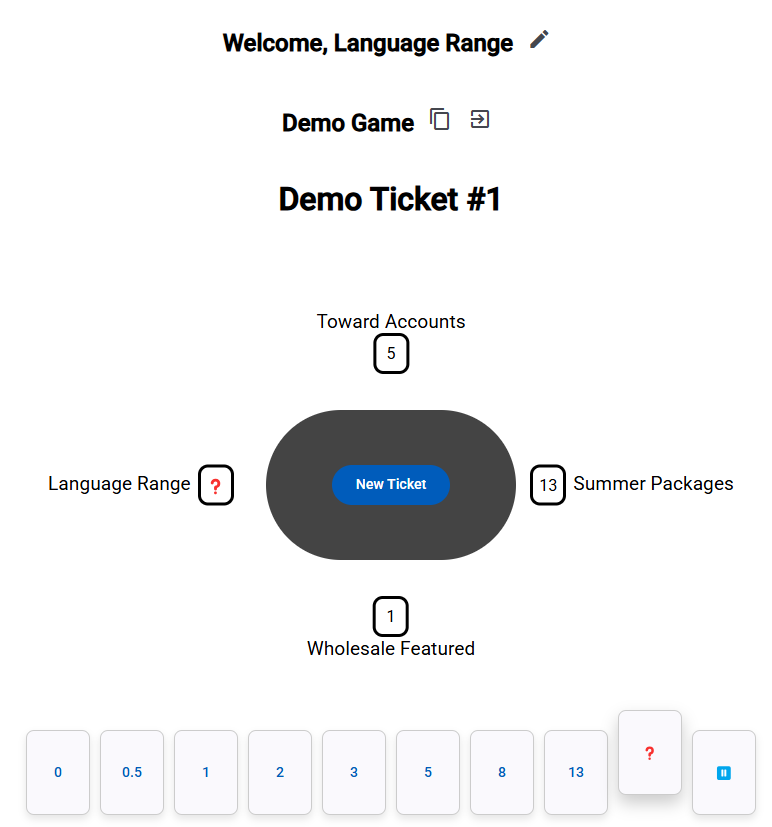 Welcome, Language Range
Demo Game
Demo Ticket #1
Toward Accounts
5
Language Range ❓ New Ticket 13 Summer Packages
1
Wholesale Featured
0 0.5 1 2 3 5 8 13 ❓ ⏸